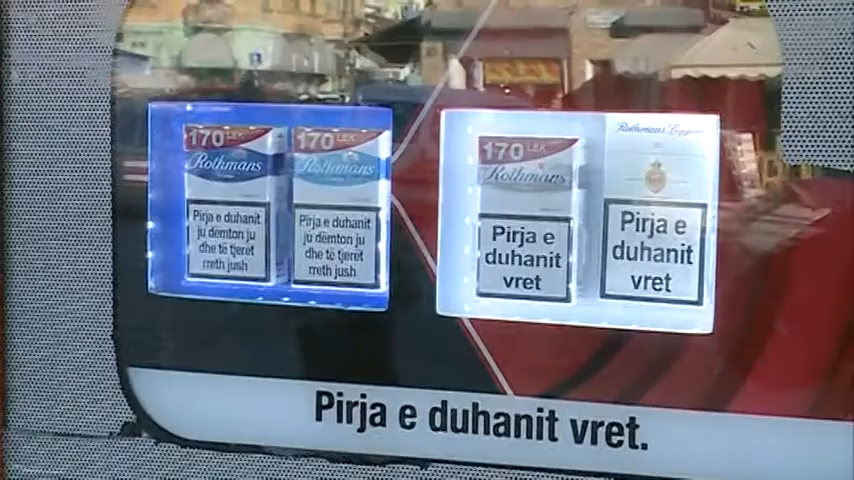 170 LEK
Rothmans
Pirja e duhanit
ju dëmton ju
dhe të tjerët
rreth jush
170 LEK
Rothmans
Pirja e duhanit
ju dëmton ju
dhe të tjerët
rreth jush
170 LEK
Rothmans
Pirja e
duhanit
vret
Rothmans
Pirja e
duhanit
vret
Pirja e duhanit vret.